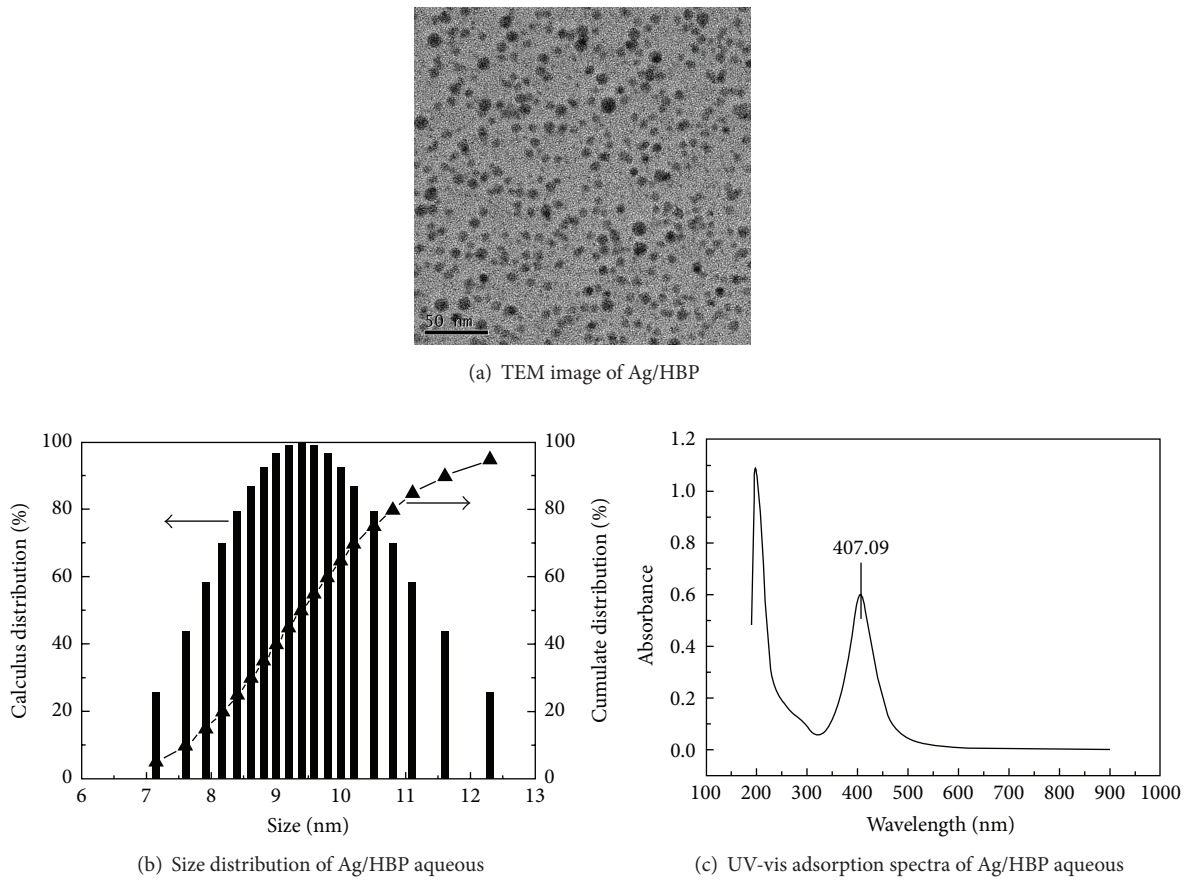 50 nm
(a) TEM image of Ag/HBP
100
80
60
40
20
0
Calculus distribution (%)
100
80
60
40
20
0
Cumulate distribution (%)
6 7 8 9 10 11 12 13
Size (nm)
(b) Size distribution of Ag/HBP aqueous
1.2
1.0
0.8
0.6
0.4
0.2
0.0
Absorbance
407.09
100 200 300 400 500 600 700 800 900 1000
Wavelength (nm)
(c) UV-vis adsorption spectra of Ag/HBP aqueous